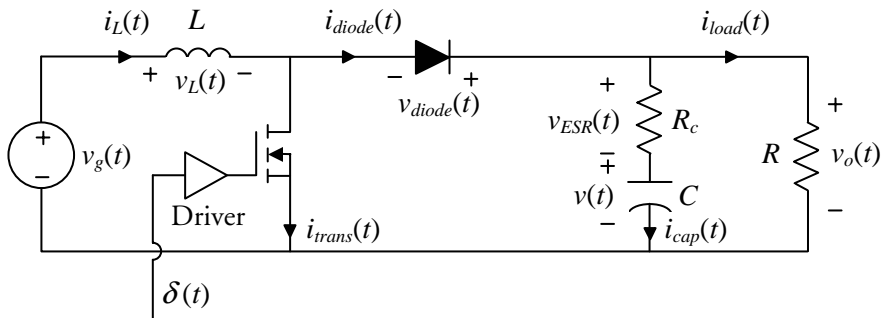 i_L(t)
L
i_diode(t)
i_load(t)
+ v_L(t) −
− v_diode(t) +
+
v_ESR(t)
−
R_c
+
v_g(t)
−
Driver
i_trans(t)
+
v(t)
−
C
i_cap(t)
R
+
v_o(t)
−
δ(t)